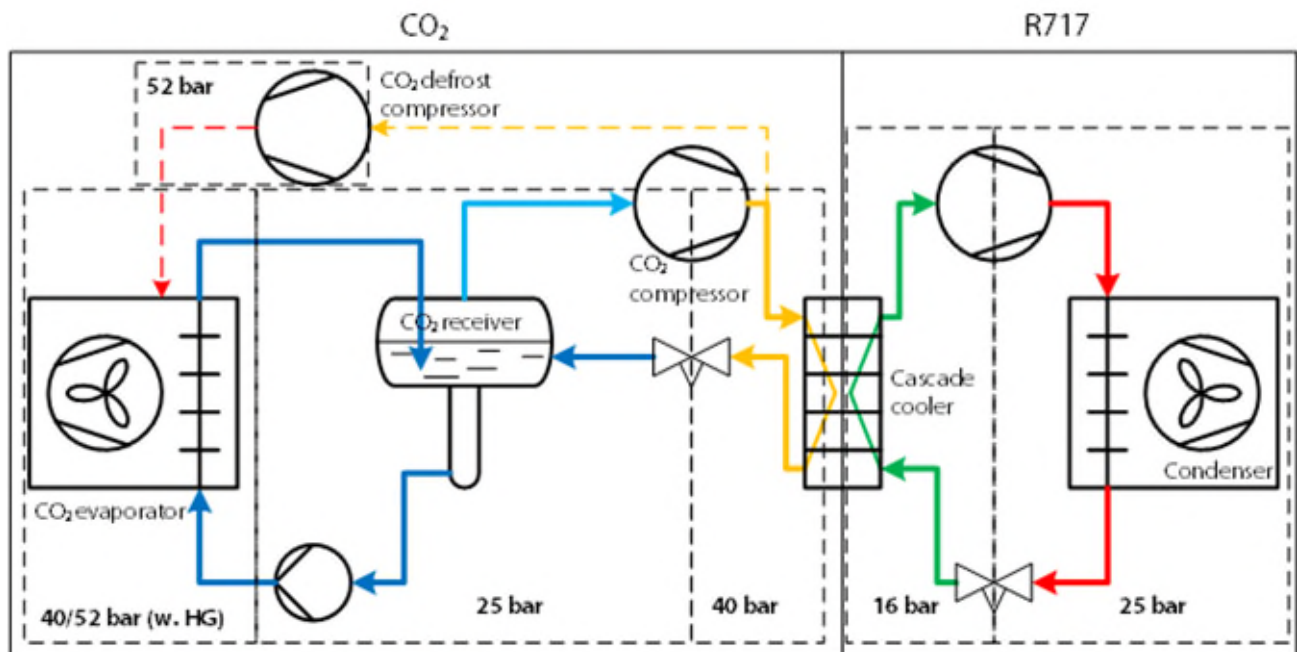 CO₂
R717
52 bar
CO₂ defrost
compressor
CO₂
compressor
CO₂ receiver
Cascade
cooler
Condenser
CO₂ evaporator
40/52 bar (w. HG)
25 bar
40 bar
16 bar
25 bar